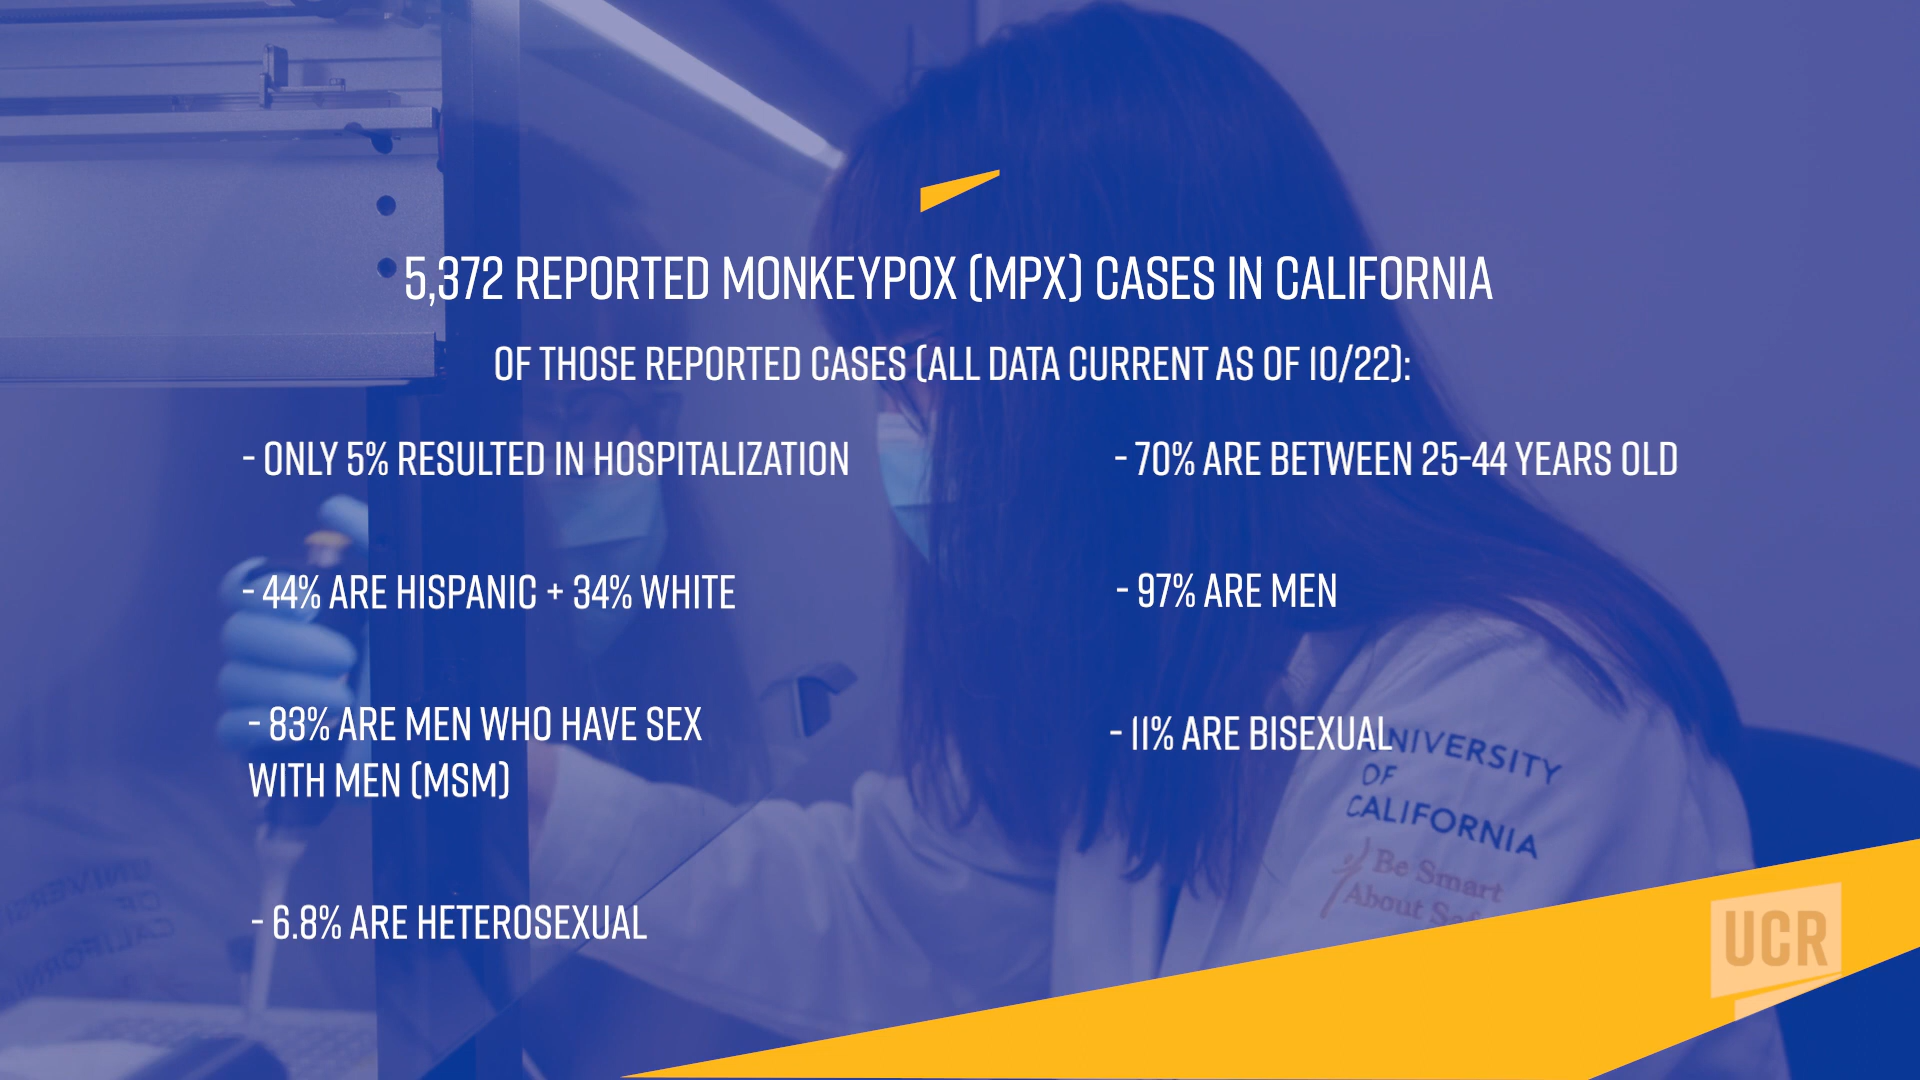 5,372 REPORTED MONKEYPOX (MPX) CASES IN CALIFORNIA
OF THOSE REPORTED CASES (ALL DATA CURRENT AS OF 10/22):
- ONLY 5% RESULTED IN HOSPITALIZATION
- 70% ARE BETWEEN 25-44 YEARS OLD
- 44% ARE HISPANIC + 34% WHITE
- 97% ARE MEN
- 83% ARE MEN WHO HAVE SEX
WITH MEN (MSM)
- 11% ARE BISEXUAL
- 6.8% ARE HETEROSEXUAL
UNIVERSITY
OF
CALIFORNIA
Be Smart
About
UCR